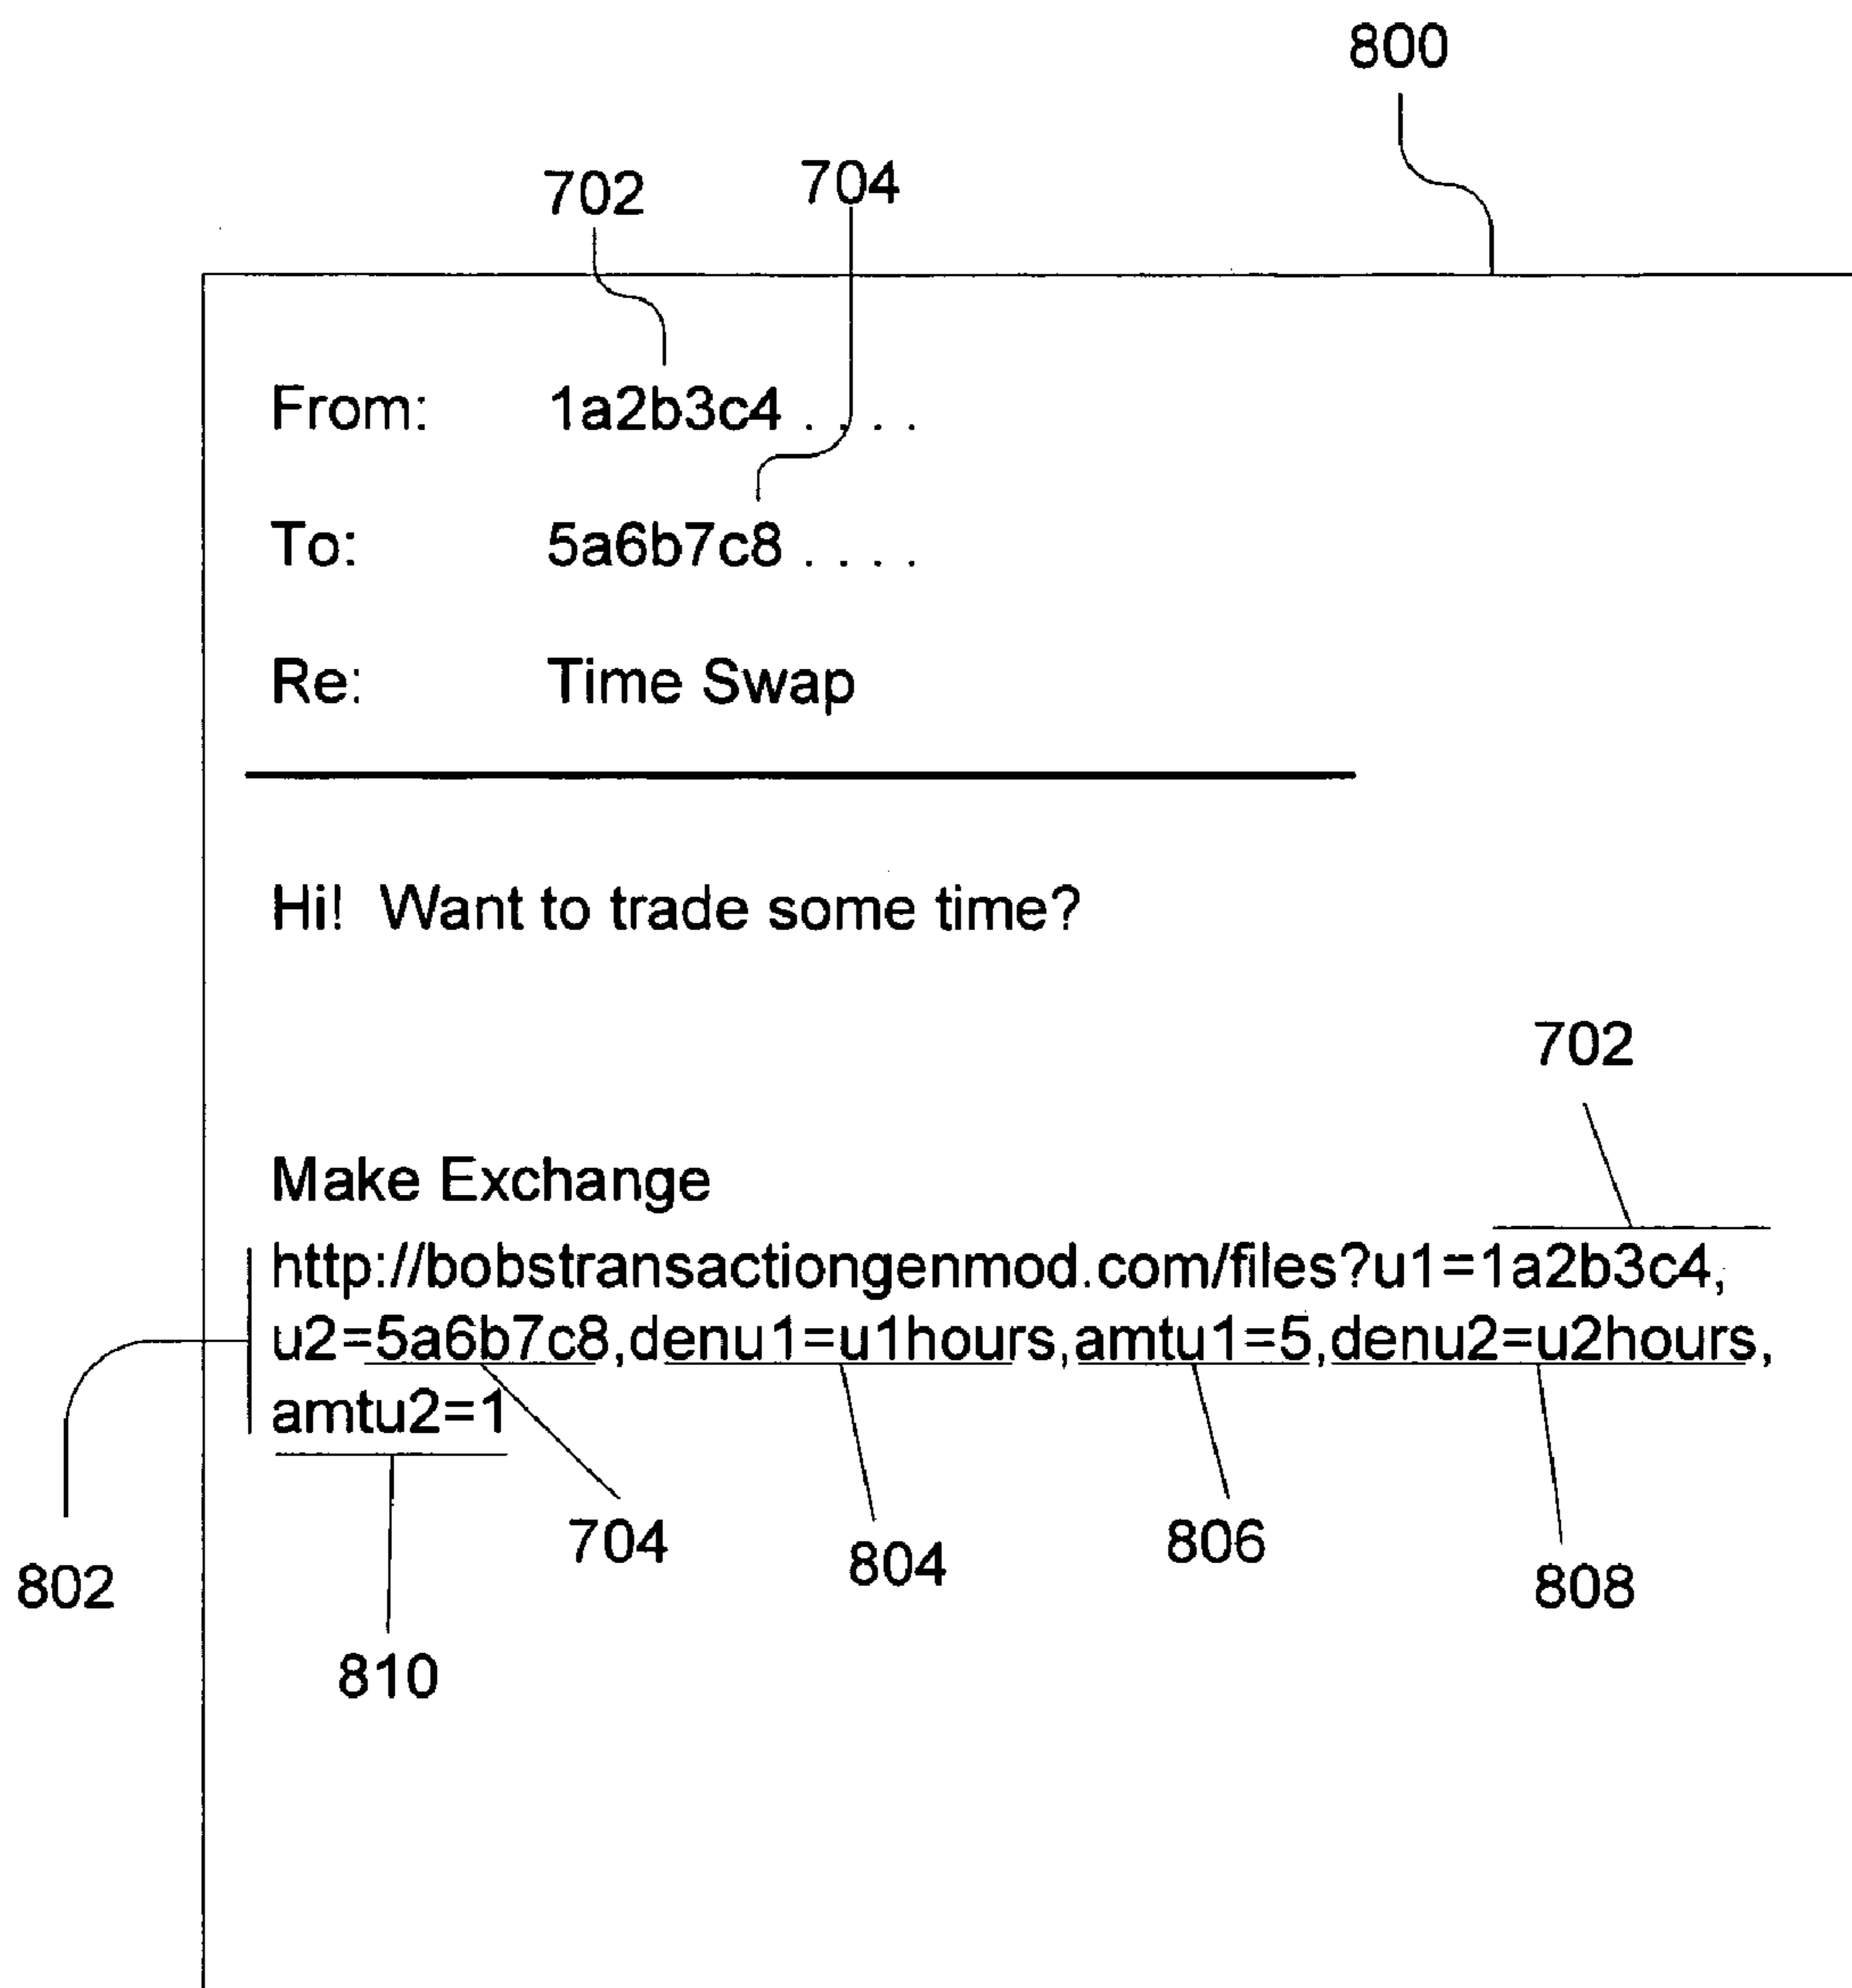 800
702 704
From: 1a2b3c4 . . . .
To: 5a6b7c8 . . . .
Re: Time Swap
Hi! Want to trade some time?
702
Make Exchange
http://bobstransactiongenmod.com/files?u1=1a2b3c4,
u2=5a6b7c8,denu1=u1hours,amtu1=5,denu2=u2hours,
amtu2=1
704 804 806 808
802
810